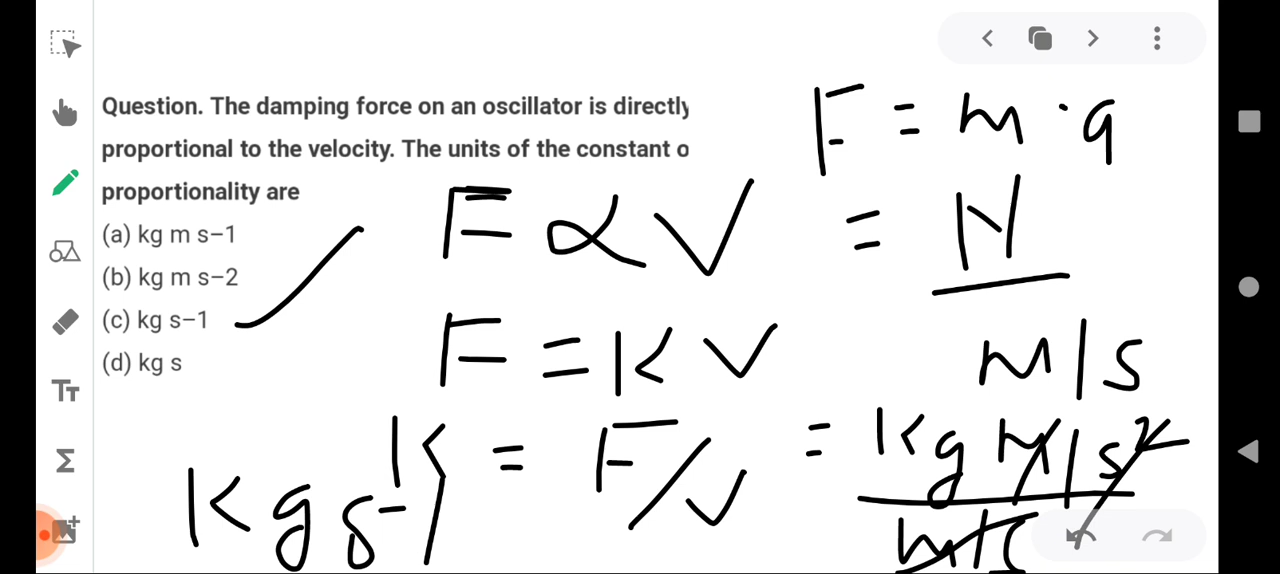 Question. The damping force on an oscillator is directly
proportional to the velocity. The units of the constant o
proportionality are
(a) kg m s−1
(b) kg m s−2
(c) kg s−1
(d) kg s
F = m · a
F α V
= N
F = K V
m/s
K = F/V = kg m/s²
m/s
kg s-1
Tт
Σ